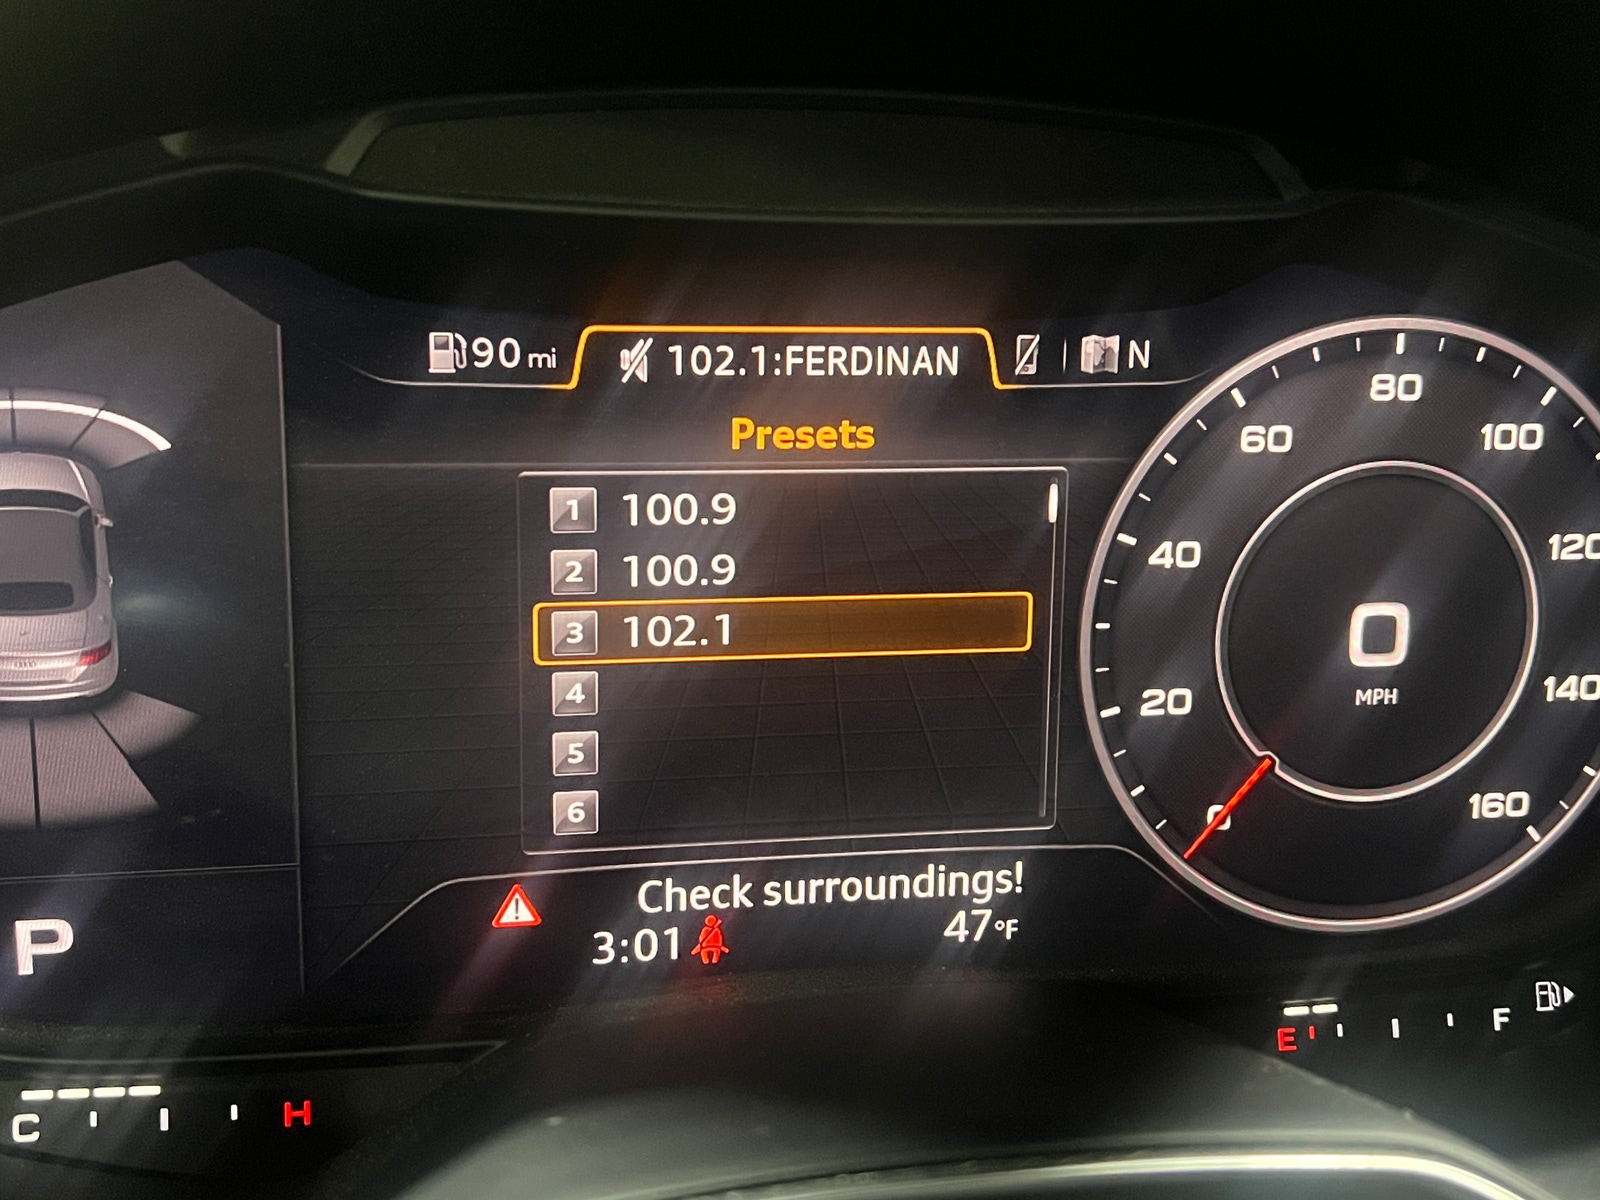 90 mi
102.1:FERDINAN
N
Presets
1 100.9
2 100.9
3 102.1
4
5
6
Check surroundings!
3:01
47°F
P
0
20
40
60
80
100
120
140
160
0
MPH
C H
E F